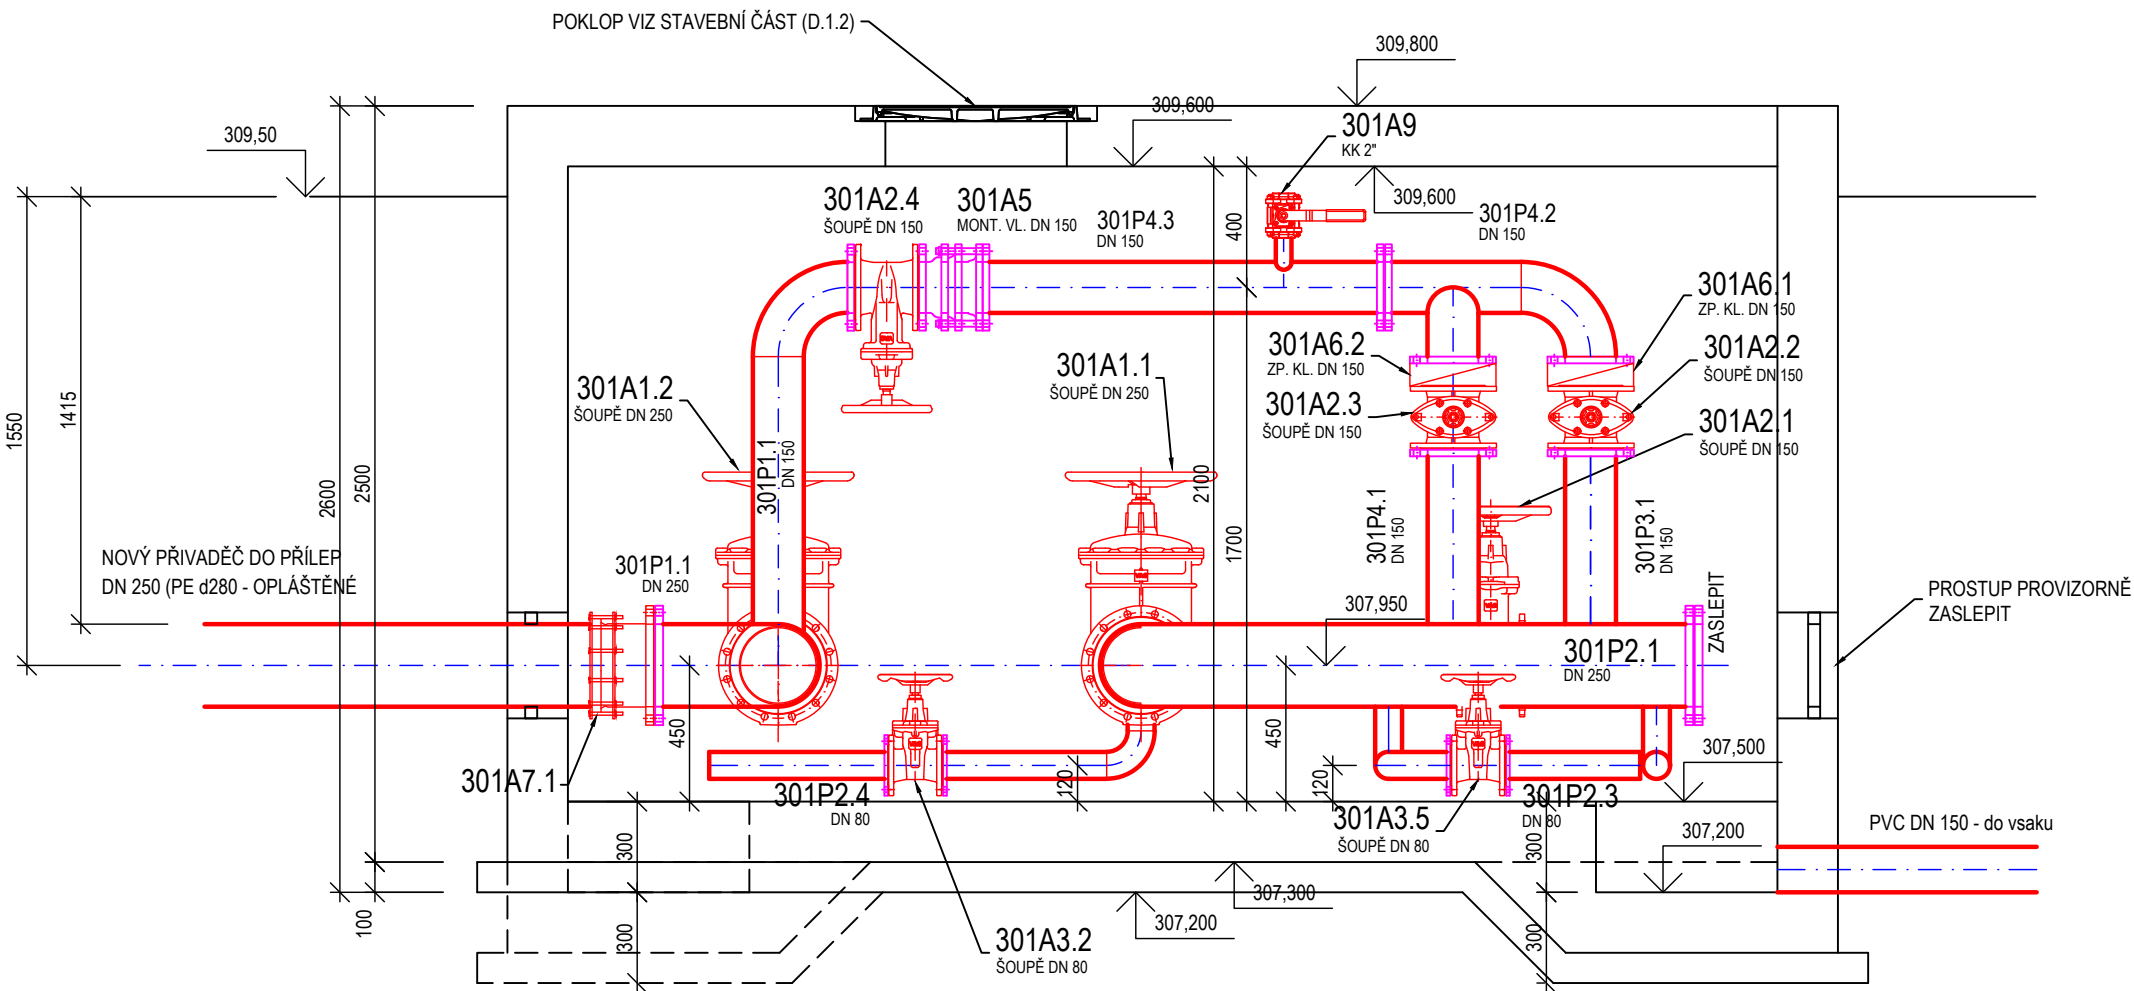 POKLOP VIZ STAVEBNÍ ČÁST (D.1.2)
309,800
309,600
309,50
301A9
KK 2"
309,600
301A2.4
ŠOUPĚ DN 150
301A5
MONT. VL. DN 150
301P4.3
DN 150
400
301P4.2
DN 150
301A6.1
ZP. KL. DN 150
301A6.2
ZP. KL. DN 150
301A2.2
ŠOUPĚ DN 150
301A1.2
ŠOUPĚ DN 250
301A1.1
ŠOUPĚ DN 250
301A2.3
ŠOUPĚ DN 150
301A2.1
ŠOUPĚ DN 150
1550
1415
2600
2500
301P1.1
DN 150
2100
1700
301P4.1
DN 150
301P3.1
DN 150
NOVÝ PŘIVADĚČ DO PŘÍLEP
DN 250 (PE d280 - OPLÁŠTĚNÉ
301P1.1
DN 250
307,950
ZASLEPIT
PROSTUP PROVIZORNĚ
ZASLEPIT
301P2.1
DN 250
450
450
307,500
301A7.1
120
120
301P2.4
DN 80
301P2.3
DN 80
301A3.5
ŠOUPĚ DN 80
300
300
307,200
PVC DN 150 - do vsaku
307,300
307,200
100
300
300
301A3.2
ŠOUPĚ DN 80